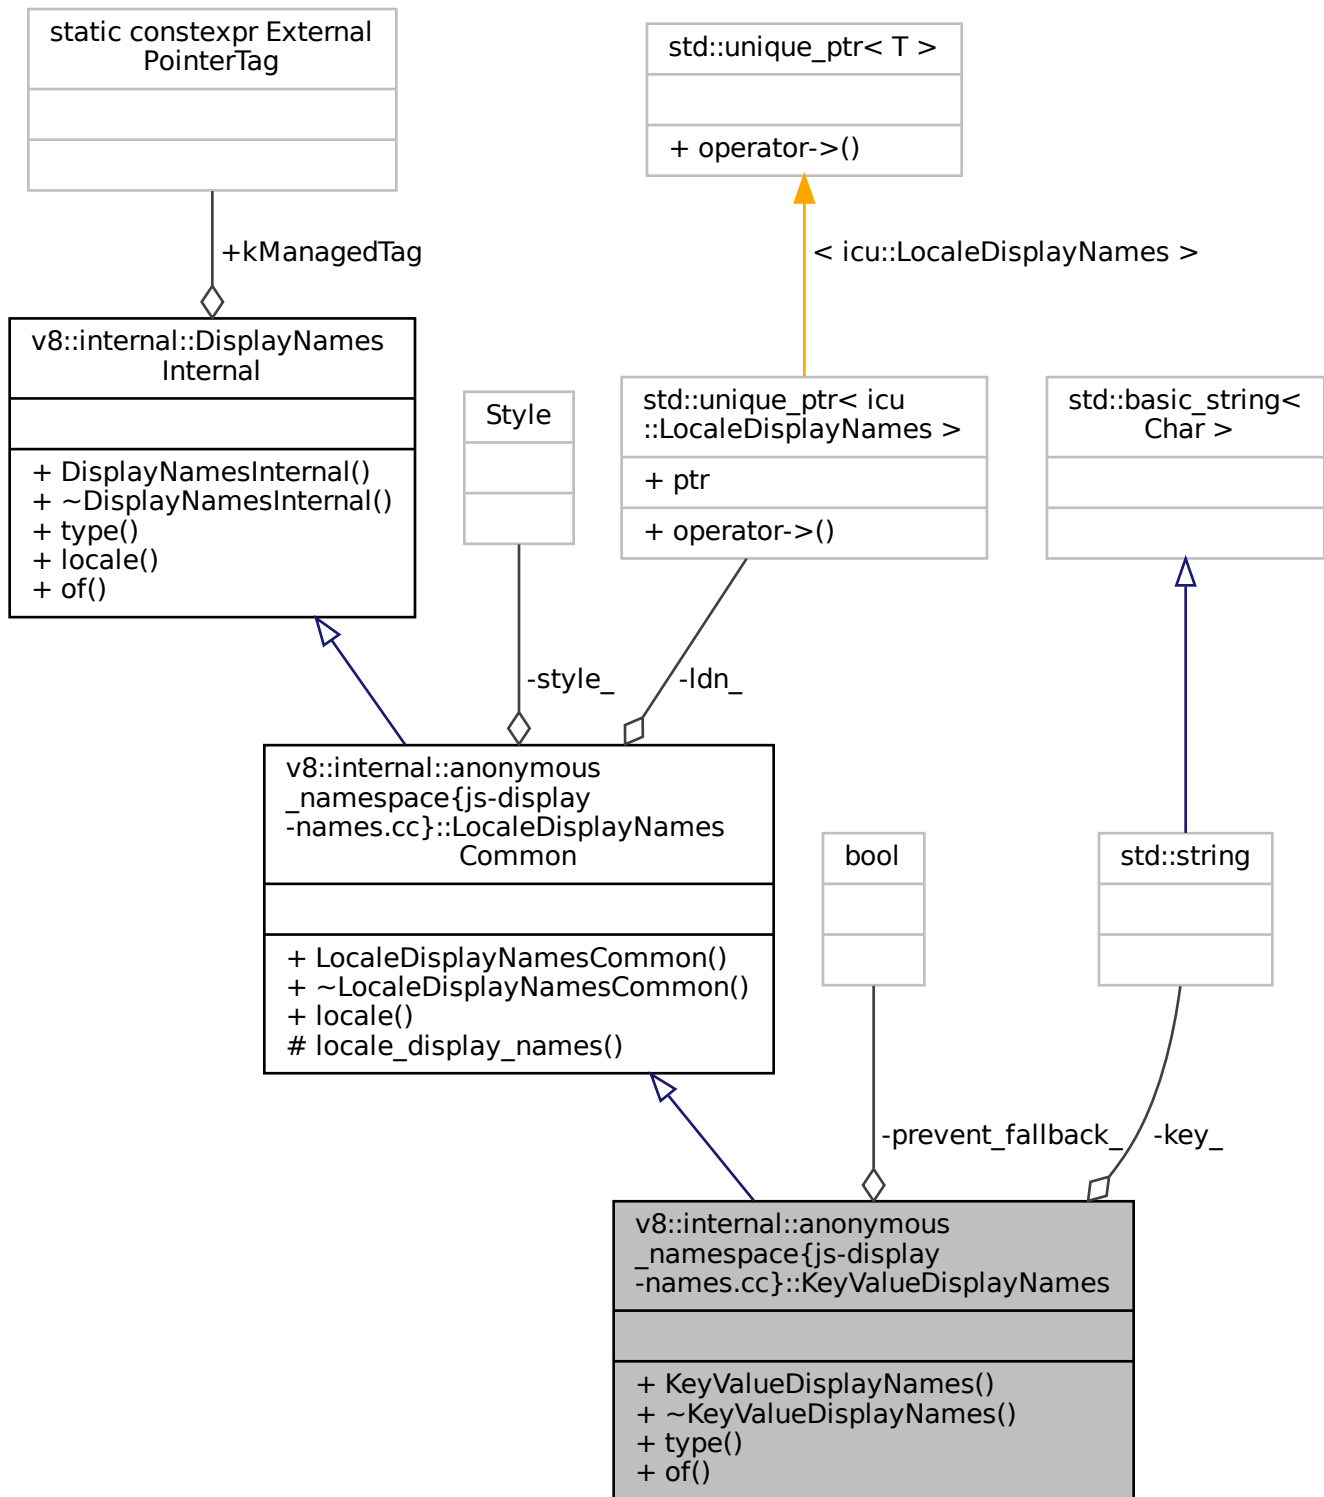 static constexpr External
PointerTag
std::unique_ptr< T >
+ operator->()
+kManagedTag
< icu::LocaleDisplayNames >
v8::internal::DisplayNames
Internal
+ DisplayNamesInternal()
+ ~DisplayNamesInternal()
+ type()
+ locale()
+ of()
Style
std::unique_ptr< icu
::LocaleDisplayNames >
+ ptr
+ operator->()
std::basic_string<
Char >
-style_
-ldn_
v8::internal::anonymous
_namespace{js-display
-names.cc}::LocaleDisplayNames
Common
+ LocaleDisplayNamesCommon()
+ ~LocaleDisplayNamesCommon()
+ locale()
# locale_display_names()
bool
std::string
-prevent_fallback_
-key_
v8::internal::anonymous
_namespace{js-display
-names.cc}::KeyValueDisplayNames
+ KeyValueDisplayNames()
+ ~KeyValueDisplayNames()
+ type()
+ of()